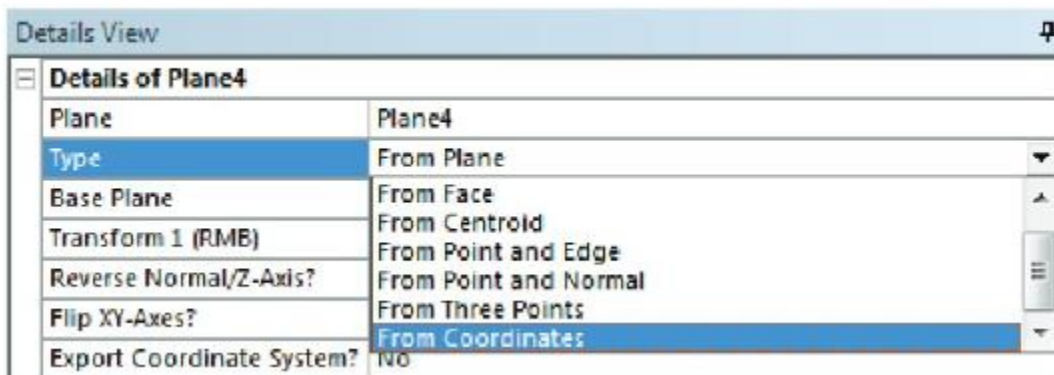 Details View
Details of Plane4
Plane Plane4
Type From Plane
Base Plane From Face
From Centroid
Transform 1 (RMB) From Point and Edge
Reverse Normal/Z-Axis? From Point and Normal
Flip XY-Axes? From Three Points
From Coordinates
Export Coordinate System? No